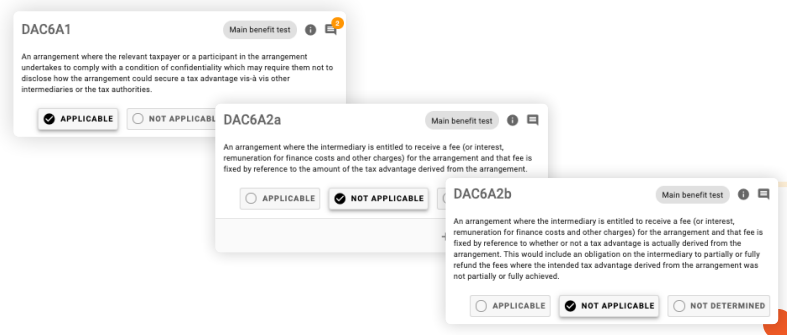 DAC6A1
Main benefit test
2
An arrangement where the relevant taxpayer or a participant in the arrangement
undertakes to comply with a condition of confidentiality which may require them not to
disclose how the arrangement could secure a tax advantage vis-à vis other
intermediaries or the tax authorities.
APPLICABLE
NOT APPLICABL
DAC6A2a
Main benefit test
An arrangement where the intermediary is entitled to receive a fee (or interest,
remuneration for finance costs and other charges) for the arrangement and that fee is
fixed by reference to the amount of the tax advantage derived from the arrangement.
APPLICABLE
NOT APPLICABLE
DAC6A2b
Main benefit test
An arrangement where the intermediary is entitled to receive a fee (or interest,
remuneration for finance costs and other charges) for the arrangement and that fee is
fixed by reference to whether or not a tax advantage is actually derived from the
arrangement. This would include an obligation on the intermediary to partially or fully
refund the fees where the intended tax advantage derived from the arrangement was
not partially or fully achieved.
APPLICABLE
NOT APPLICABLE
NOT DETERMINED